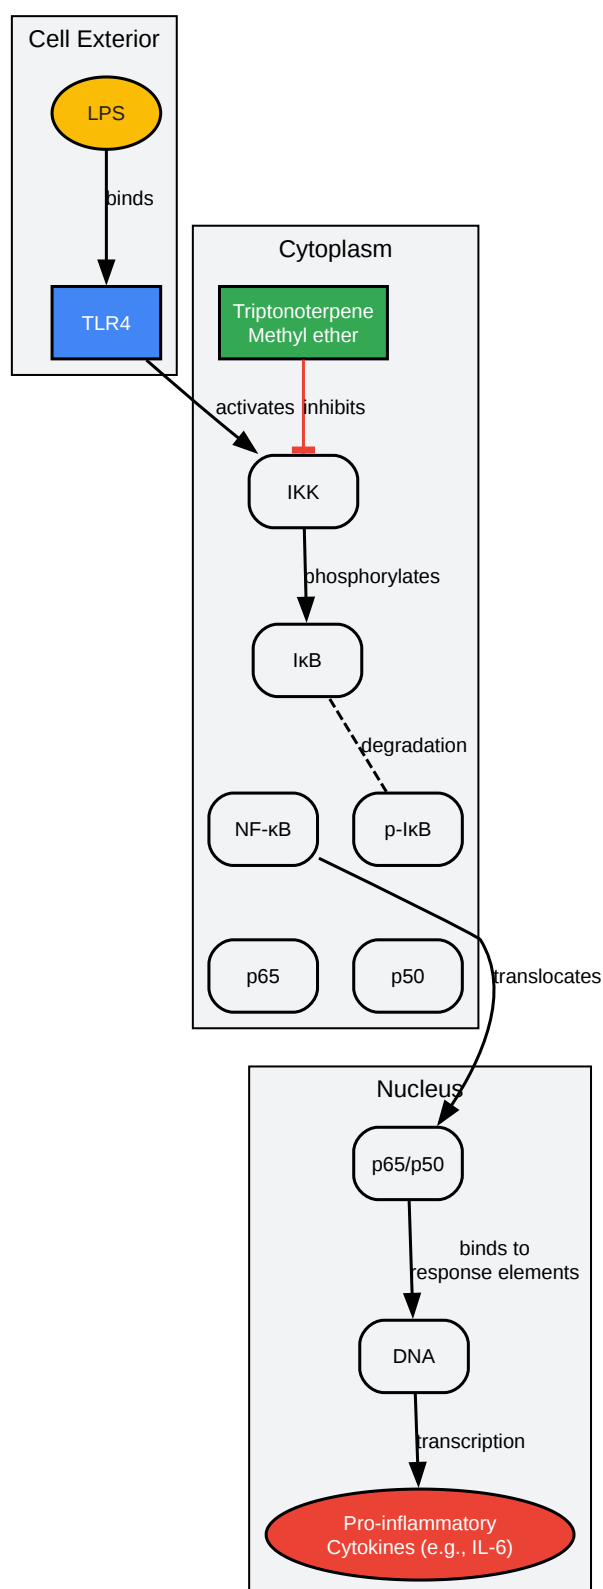 Cell Exterior
LPS
binds
TLR4
Cytoplasm
Triptonoterpene
Methyl ether
activates
inhibits
IKK
phosphorylates
IκB
degradation
NF-κB
p-IκB
p65
p50
translocates
Nucleus
p65/p50
binds to
response elements
DNA
transcription
Pro-inflammatory
Cytokines (e.g., IL-6)